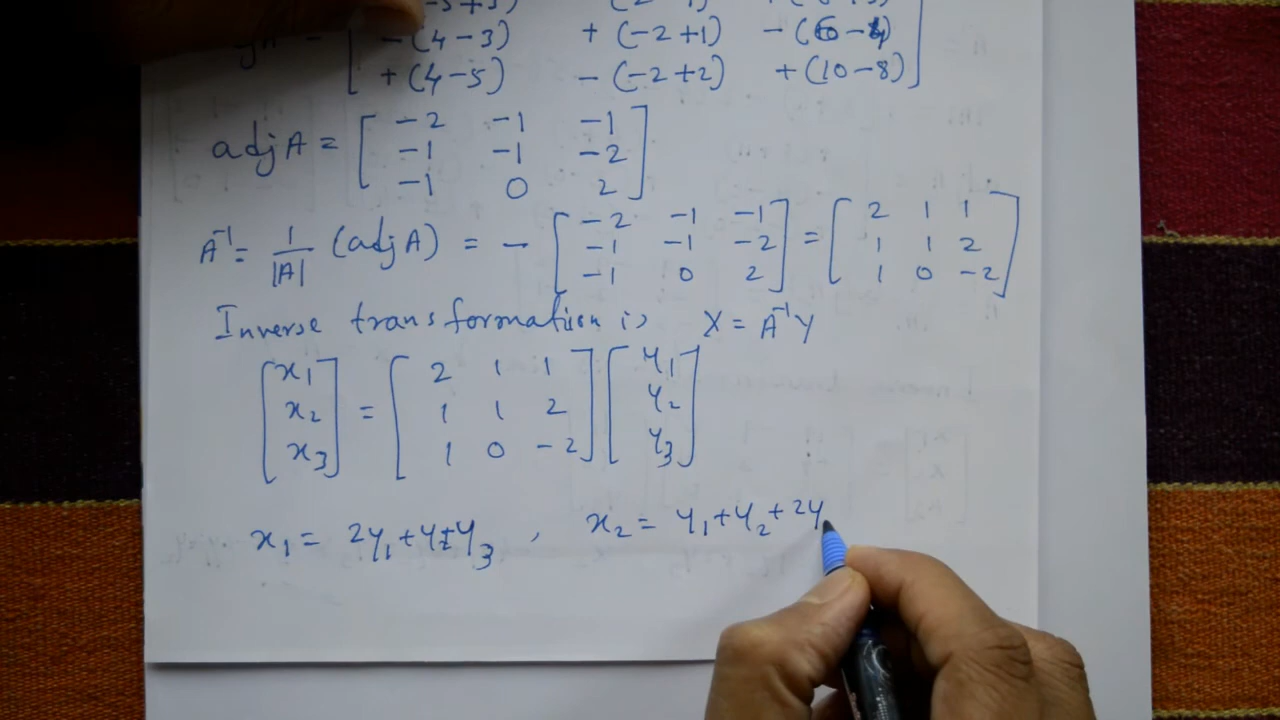 -(4-3) +(-2+1) -(6-4)
+(4-5) -(-2+2) +(10-8)
adjA = [ -2 -1 -1
-1 -1 -2
-1 0 2 ]
A⁻¹ = 1/|A| (adjA) = - [ -2 -1 -1 ] = [ 2 1 1 ]
-1 -1 -2 1 1 2
-1 0 2 1 0 -2
Inverse transformation is X = A⁻¹Y
[ x₁ ] = [ 2 1 1 ] [ y₁ ]
x₂ 1 1 2 y₂
x₃ 1 0 -2 y₃
x₁ = 2y₁+y₂+y₃ , x₂ = y₁+y₂+2y